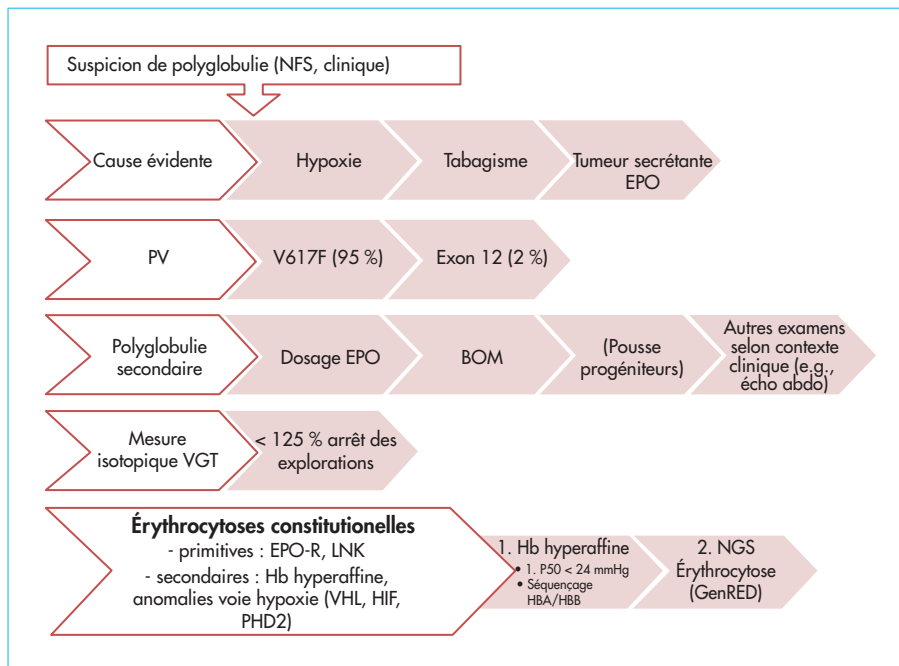 Suspicion de polyglobulie (NFS, clinique)
Cause évidente
Hypoxie
Tabagisme
Tumeur secrétante
EPO
PV
V617F (95 %)
Exon 12 (2 %)
Polyglobulie
secondaire
Dosage EPO
BOM
(Pousse
progéniteurs)
Autres examens
selon contexte
clinique (e.g.,
écho abdo)
Mesure
isotopique VGT
< 125 % arrêt des
explorations
Érythrocytoses constitutionelles
- primitives : EPO-R, LNK
- secondaires : Hb hyperaffine,
anomalies voie hypoxie (VHL, HIF,
PHD2)
1. Hb hyperaffine
• 1. P50 < 24 mmHg
• Séquençage
HBA/HBB
2. NGS
Érythrocytose
(GenRED)